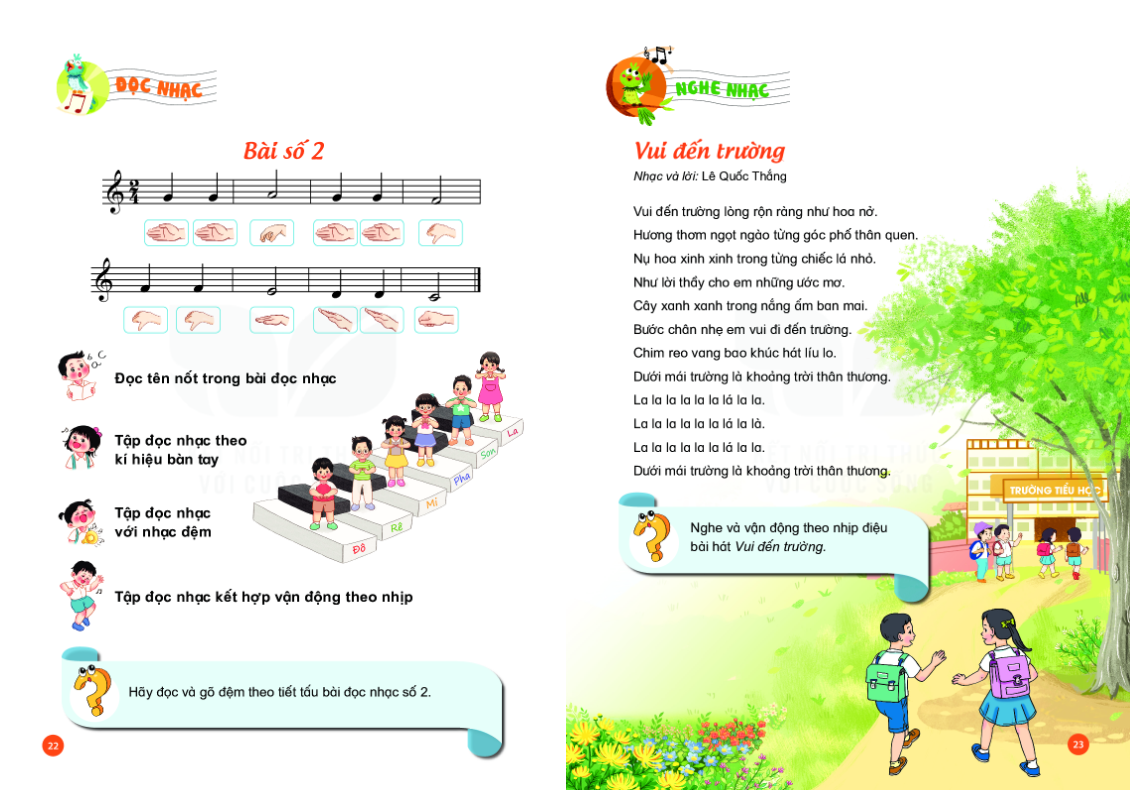 ĐỌC NHẠC
Bài số 2
2
4
Đọc tên nốt trong bài đọc nhạc
Tập đọc nhạc theo
kí hiệu bàn tay
Tập đọc nhạc
với nhạc đệm
Tập đọc nhạc kết hợp vận động theo nhịp
Đô
Rê
Mi
Pha
Son
La
Hãy đọc và gõ đệm theo tiết tấu bài đọc nhạc số 2.
22
NGHE NHẠC
Vui đến trường
Nhạc và lời: Lê Quốc Thắng
Vui đến trường lòng rộn ràng như hoa nở.
Hương thơm ngọt ngào từng góc phố thân quen.
Nụ hoa xinh xinh trong từng chiếc lá nhỏ.
Như lời thầy cho em những ước mơ.
Cây xanh xanh trong nắng ấm ban mai.
Bước chân nhẹ em vui đi đến trường.
Chim reo vang bao khúc hát líu lo.
Dưới mái trường là khoảng trời thân thương.
La la la la la la lá la la.
La la la la la la lá la là.
La la la la la la lá la la.
Dưới mái trường là khoảng trời thân thương.
TRƯỜNG TIỂU HỌC
Nghe và vận động theo nhịp điệu
bài hát Vui đến trường.
23